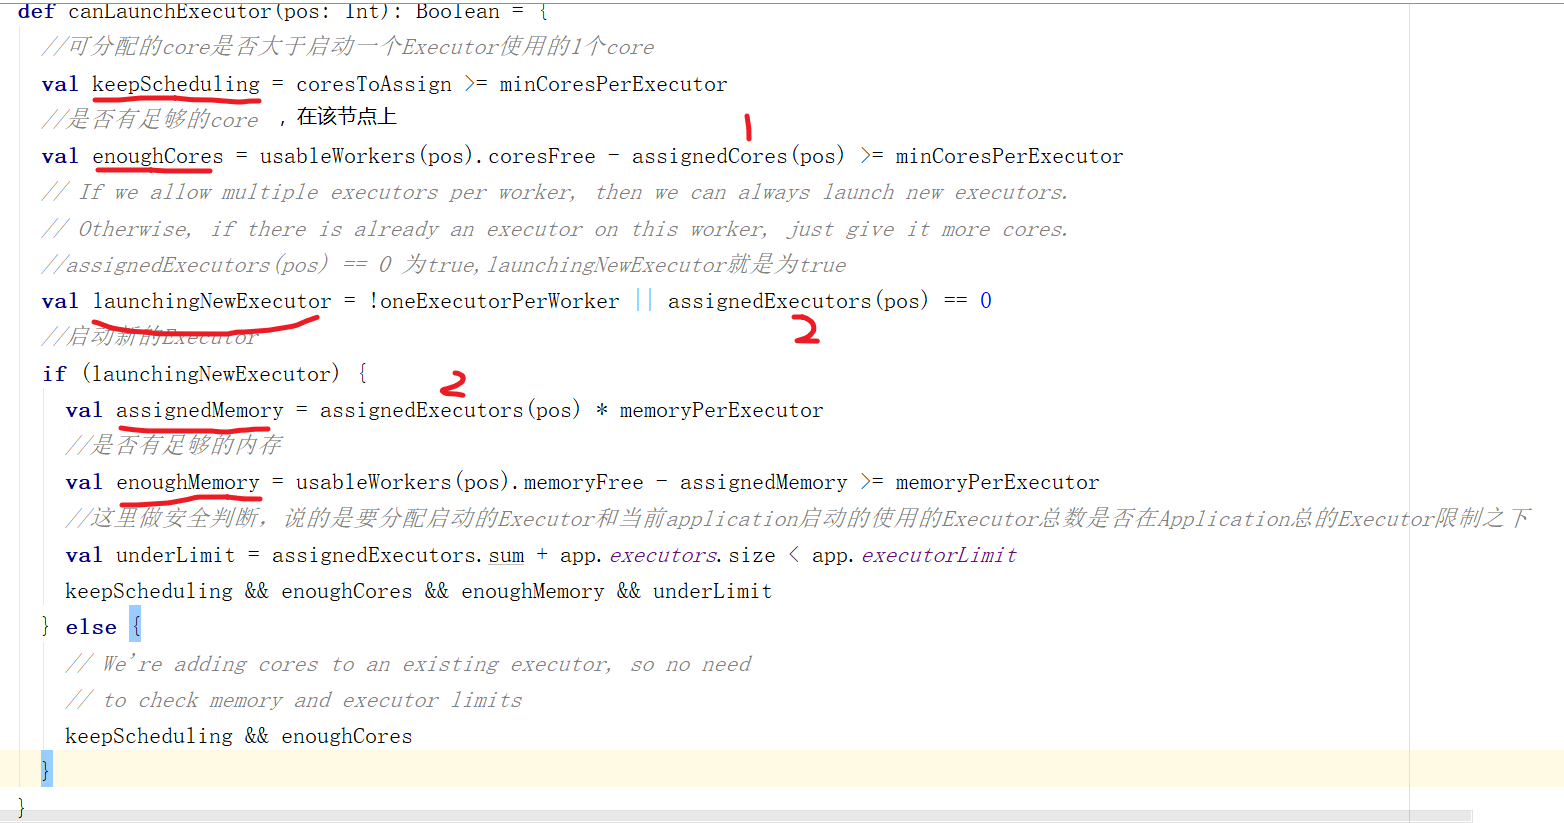 def canLaunchExecutor(pos: Int): Boolean = {
//可分配的core是否大于启动一个Executor使用的1个core
val keepScheduling = coresToAssign >= minCoresPerExecutor
//是否有足够的core ，在该节点上
1
val enoughCores = usableWorkers(pos).coresFree - assignedCores(pos) >= minCoresPerExecutor
// If we allow multiple executors per worker, then we can always launch new executors.
// Otherwise, if there is already an executor on this worker, just give it more cores.
//assignedExecutors(pos) == 0 为true,launchingNewExecutor就是为true
val launchingNewExecutor = !oneExecutorPerWorker || assignedExecutors(pos) == 0
2
//启动新的Executor
if (launchingNewExecutor) {
2
val assignedMemory = assignedExecutors(pos) * memoryPerExecutor
//是否有足够的内存
val enoughMemory = usableWorkers(pos).memoryFree - assignedMemory >= memoryPerExecutor
//这里做安全判断，说的是要分配启动的Executor和当前application启动的使用的Executor总数是否在Application总的Executor限制之下
val underLimit = assignedExecutors.sum + app.executors.size < app.executorLimit
keepScheduling && enoughCores && enoughMemory && underLimit
} else {
// We're adding cores to an existing executor, so no need
// to check memory and executor limits
keepScheduling && enoughCores
}
}